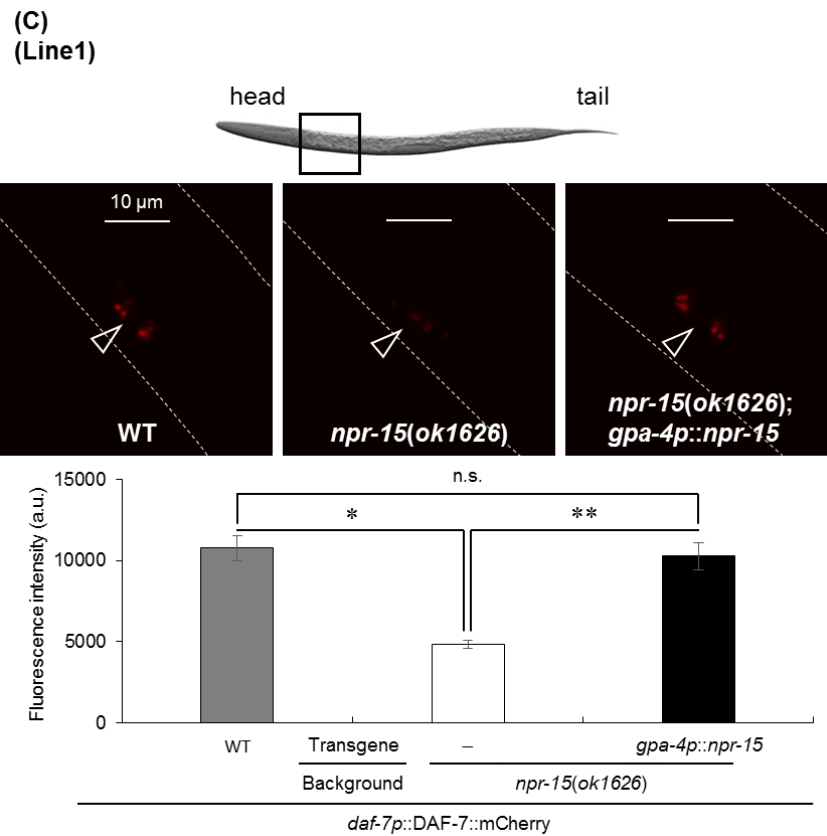 (C)
(Line1)
head
tail
10 µm
WT
npr-15(ok1626)
npr-15(ok1626);
gpa-4p::npr-15
Fluorescence intensity (a.u.)
15000
10000
5000
0
n.s.
*
**
WT
Transgene
–
gpa-4p::npr-15
Background
npr-15(ok1626)
daf-7p::DAF-7::mCherry